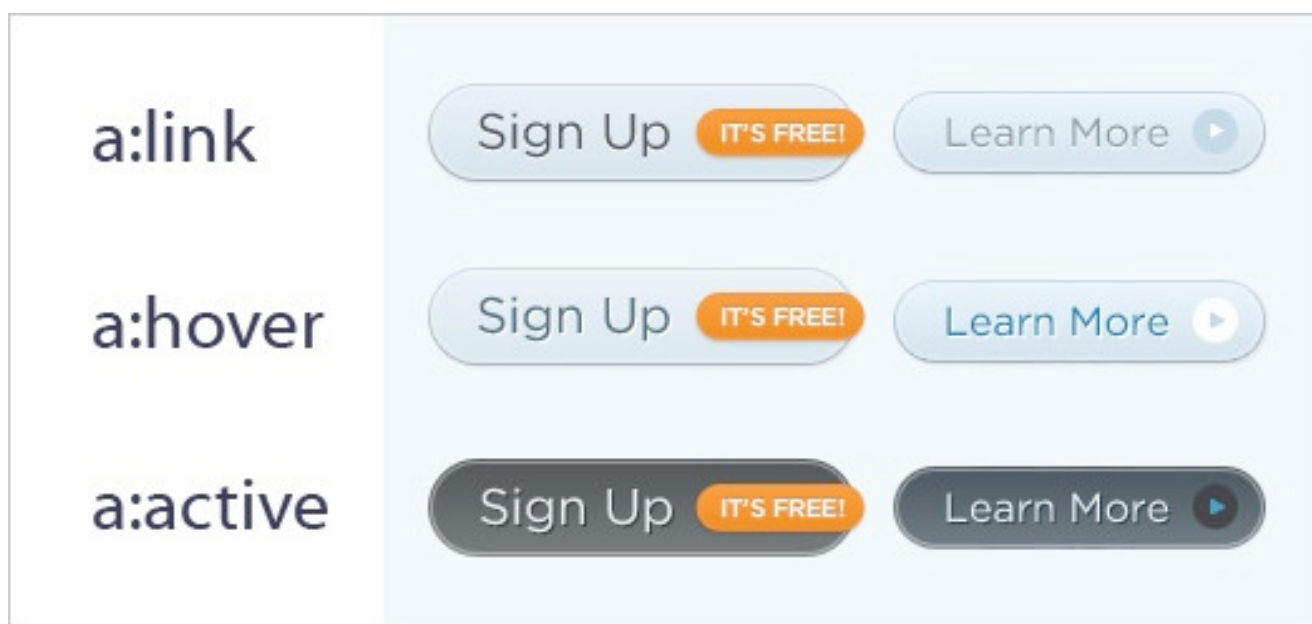 a:link Sign Up IT'S FREE! Learn More
a:hover Sign Up IT'S FREE! Learn More
a:active Sign Up IT'S FREE! Learn More